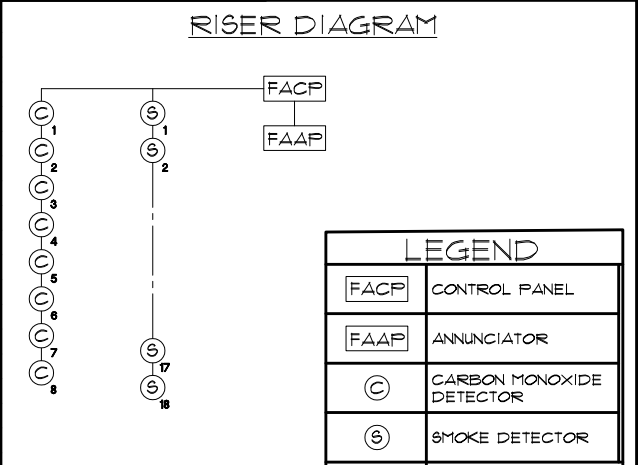 RISER DIAGRAM
FACP
FAAP
C 1
C 2
C 3
C 4
C 5
C 6
C 7
C 8
S 1
S 2
S 17
S 18
LEGEND
FACP CONTROL PANEL
FAAP ANNUNCIATOR
C CARBON MONOXIDE
DETECTOR
S SMOKE DETECTOR